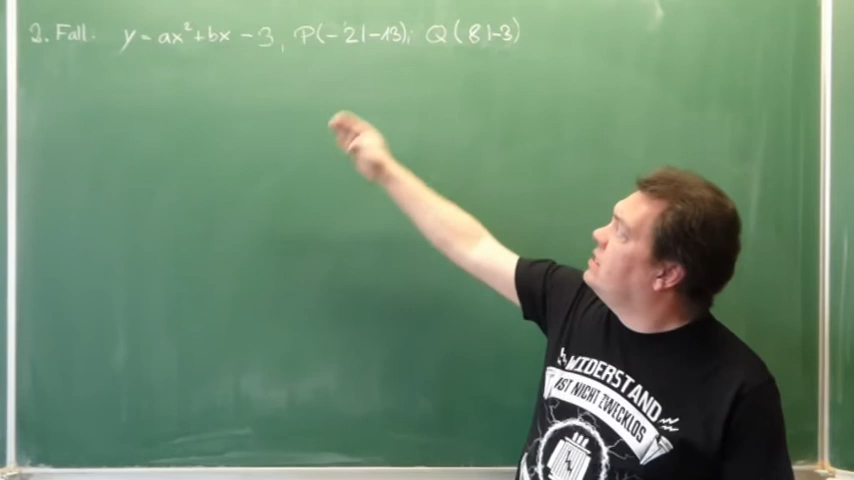 2. Fall: y = ax² + bx - 3, P(-2|-13); Q(8|-3)
WIDERSTAND
IST NICHT ZWECKLOS